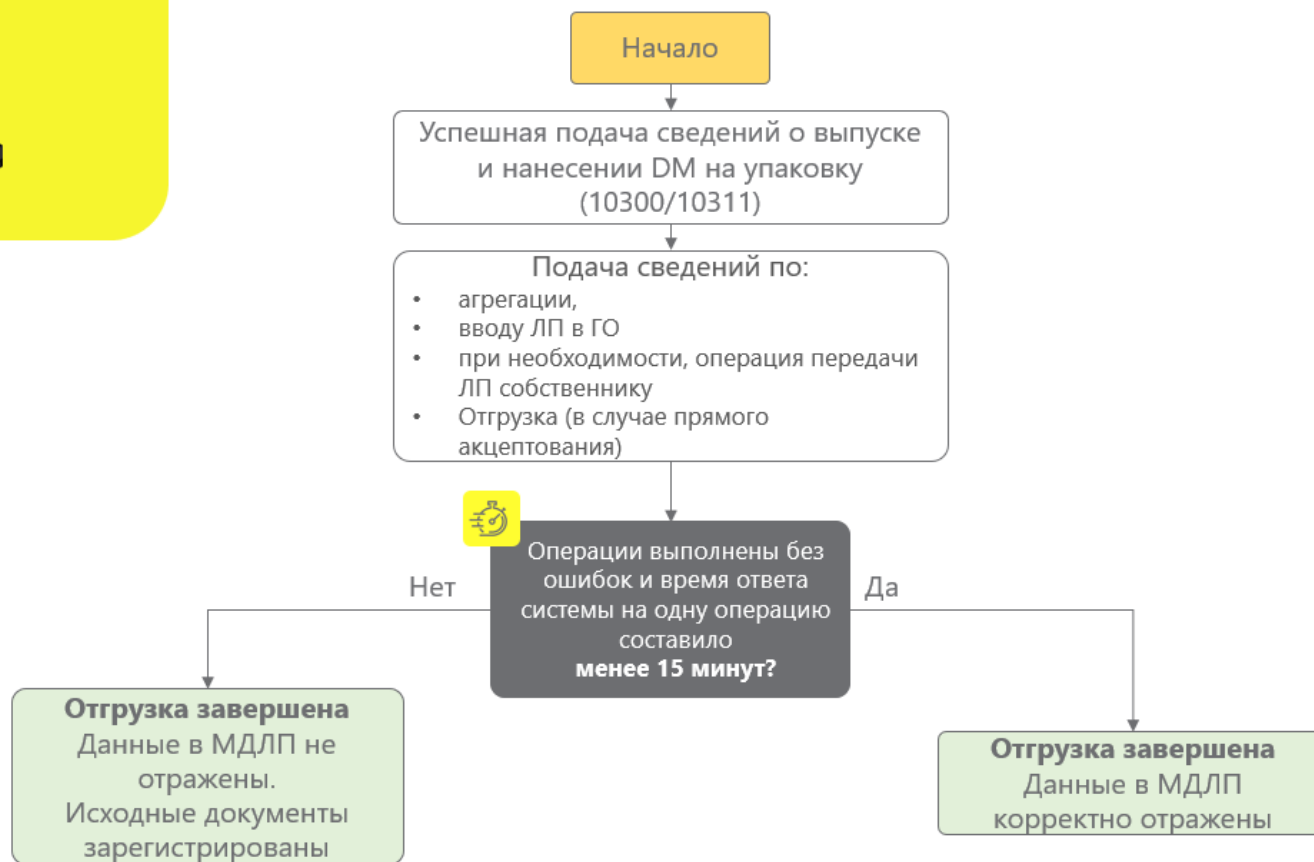 Начало
Успешная подача сведений о выпуске
и нанесении DM на упаковку
(10300/10311)
Подача сведений по:
• агрегации,
• вводу ЛП в ГО
• при необходимости, операция передачи
ЛП собственнику
• Отгрузка (в случае прямого
акцептования)
Операции выполнены без
ошибок и время ответа
системы на одну операцию
составило
менее 15 минут?
Нет
Да
Отгрузка завершена
Данные в МДЛП не
отражены.
Исходные документы
зарегистрированы
Отгрузка завершена
Данные в МДЛП
корректно отражены